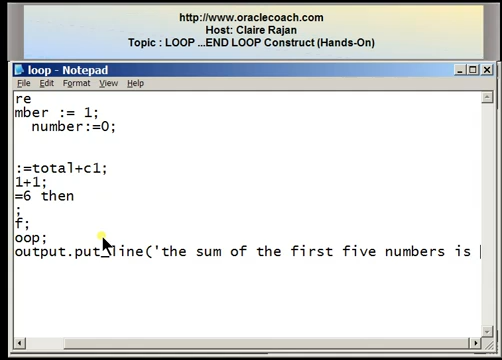 http://www.oraclecoach.com
Host: Claire Rajan
Topic : LOOP ...END LOOP Construct (Hands-On)
loop - Notepad
File Edit Format View Help
re
mber := 1;
number:=0;
:=total+c1;
1+1;
=6 then
;
f;
oop;
output.put_line('the sum of the first five numbers is